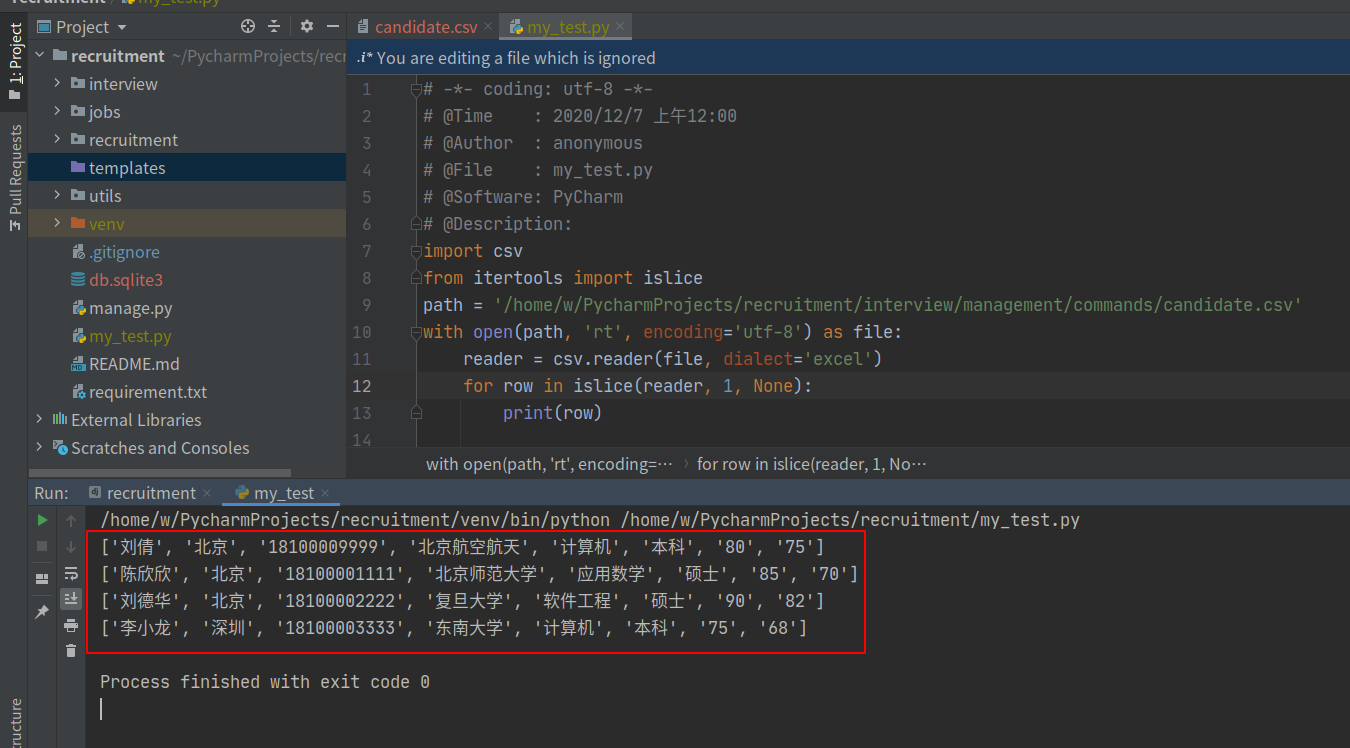 recruitment / my_test.py
Project
candidate.csv
my_test.py
1: Project
Pull Requests
recruitment ~/PycharmProjects/recr
interview
jobs
recruitment
templates
utils
venv
.gitignore
db.sqlite3
manage.py
my_test.py
README.md
requirement.txt
External Libraries
Scratches and Consoles
.i* You are editing a file which is ignored
1 # -*- coding: utf-8 -*-
2 # @Time    : 2020/12/7 上午12:00
3 # @Author  : anonymous
4 # @File    : my_test.py
5 # @Software: PyCharm
6 # @Description:
7 import csv
8 from itertools import islice
9 path = '/home/w/PycharmProjects/recruitment/interview/management/commands/candidate.csv'
10 with open(path, 'rt', encoding='utf-8') as file:
11     reader = csv.reader(file, dialect='excel')
12     for row in islice(reader, 1, None):
13         print(row)
14
with open(path, 'rt', encoding=··· › for row in islice(reader, 1, No···
Run: recruitment my_test
/home/w/PycharmProjects/recruitment/venv/bin/python /home/w/PycharmProjects/recruitment/my_test.py
['刘倩', '北京', '18100009999', '北京航空航天', '计算机', '本科', '80', '75']
['陈欣欣', '北京', '18100001111', '北京师范大学', '应用数学', '硕士', '85', '70']
['刘德华', '北京', '18100002222', '复旦大学', '软件工程', '硕士', '90', '82']
['李小龙', '深圳', '18100003333', '东南大学', '计算机', '本科', '75', '68']
Process finished with exit code 0
ructure